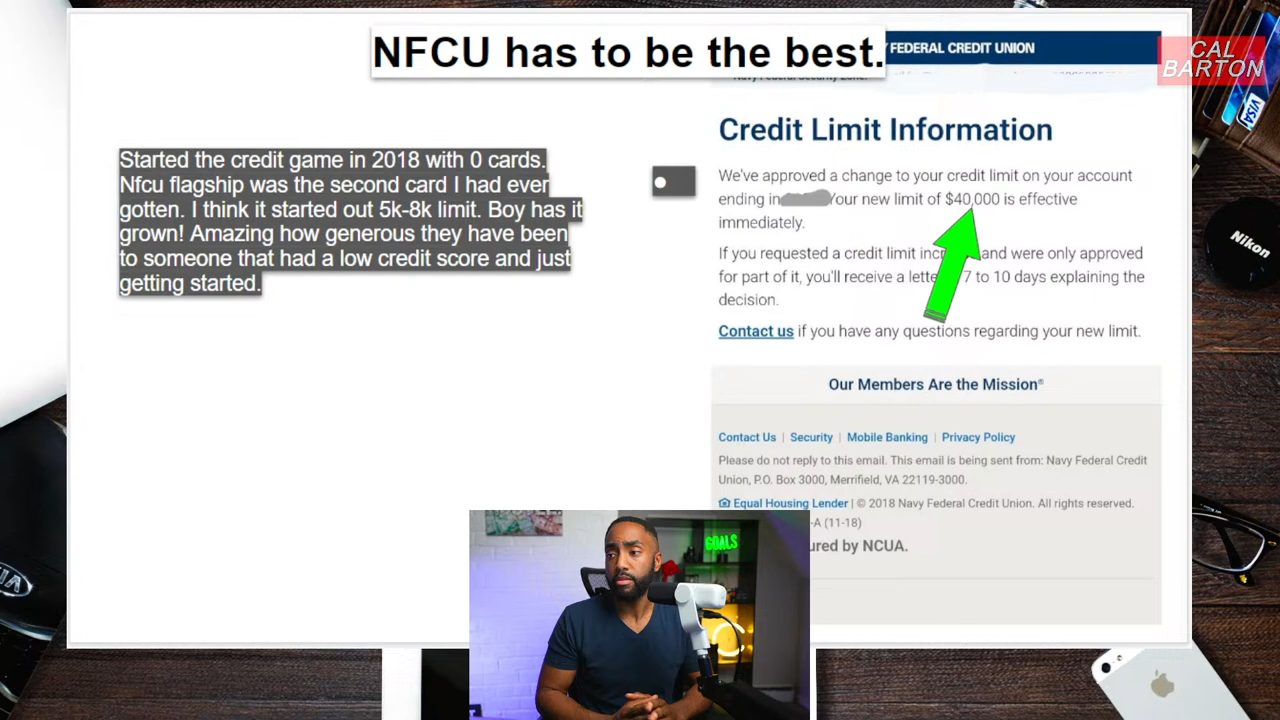 NFCU has to be the best.
FEDERAL CREDIT UNION
CAL
BARTON
Navy Federal Security Zone.
VISA
Credit Limit Information
Started the credit game in 2018 with 0 cards.
Nfcu flagship was the second card I had ever
gotten. I think it started out 5k-8k limit. Boy has it
grown! Amazing how generous they have been
to someone that had a low credit score and just
getting started.
We've approved a change to your credit limit on your account
ending in Your new limit of $40,000 is effective
immediately.
If you requested a credit limit and were only approved
for part of it, you'll receive a 7 to 10 days explaining the
decision.
Contact us if you have any questions regarding your new limit.
Nikon
Our Members Are the Mission®
Contact Us | Security | Mobile Banking | Privacy Policy
Please do not reply to this email. This email is being sent from: Navy Federal Credit
Union, P.O. Box 3000, Merrifield, VA 22119-3000.
Equal Housing Lender | © 2018 Navy Federal Credit Union. All rights reserved.
-A (11-18)
ured by NCUA.
GOALS
KIA